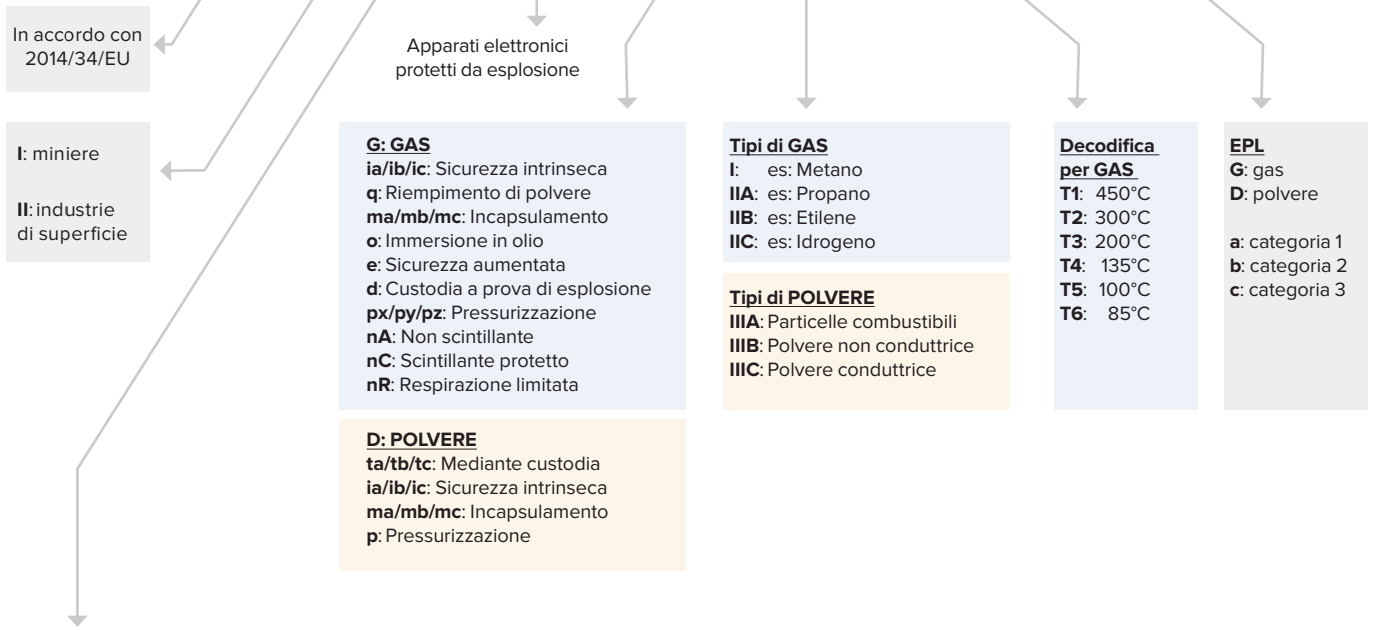 In accordo con
2014/34/EU
Apparati elettronici
protetti da esplosione
I: miniere
II: industrie
di superficie
G: GAS
ia/ib/ic: Sicurezza intrinseca
q: Riempimento di polvere
ma/mb/mc: Incapsulamento
o: Immersione in olio
e: Sicurezza aumentata
d: Custodia a prova di esplosione
px/py/pz: Pressurizzazione
nA: Non scintillante
nC: Scintillante protetto
nR: Respirazione limitata
D: POLVERE
ta/tb/tc: Mediante custodia
ia/ib/ic: Sicurezza intrinseca
ma/mb/mc: Incapsulamento
p: Pressurizzazione
Tipi di GAS
I: es: Metano
IIA: es: Propano
IIB: es: Etilene
IIC: es: Idrogeno
Tipi di POLVERE
IIIA: Particelle combustibili
IIIB: Polvere non conduttrice
IIIC: Polvere conduttrice
Decodifica
per GAS
T1: 450°C
T2: 300°C
T3: 200°C
T4: 135°C
T5: 100°C
T6: 85°C
EPL
G: gas
D: polvere
a: categoria 1
b: categoria 2
c: categoria 3